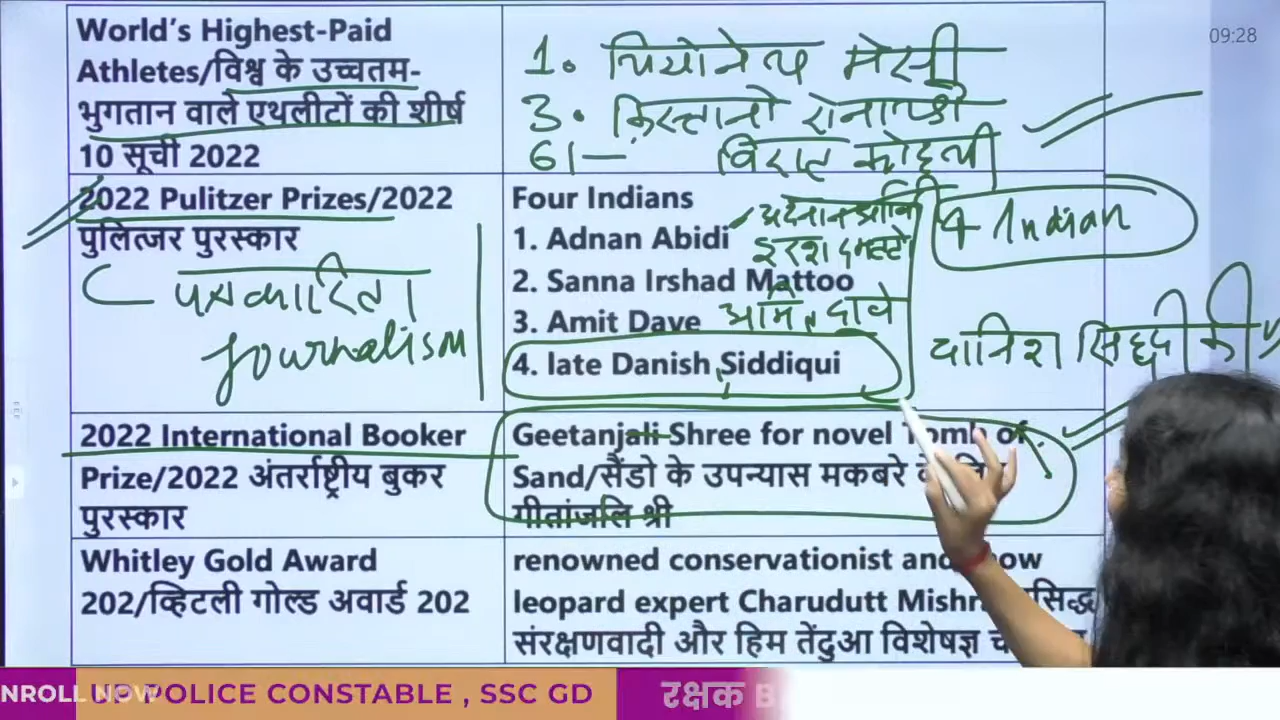 09:28
World's Highest-Paid
Athletes/विश्व के उच्चतम-
भुगतान वाले एथलीटों की शीर्ष
10 सूची 2022
1. लियोनेल मेसी
3. क्रिस्तानो रोनाल्डो
61— विराट कोहली
2022 Pulitzer Prizes/2022
पुलित्जर पुरस्कार
पत्रकारिता
Journalism
Four Indians
1. Adnan Abidi
2. Sanna Irshad Mattoo
3. Amit Dave अमित दावे
4. late Danish Siddiqui
4 Indian
दानिश सिद्दीकी
2022 International Booker
Prize/2022 अंतर्राष्ट्रीय बुकर
पुरस्कार
Geetanjali Shree for novel Tomb of
Sand/सैंडो के उपन्यास मकबरे के
गीतांजलि श्री
Whitley Gold Award
202/व्हिटली गोल्ड अवार्ड 202
renowned conservationist and
leopard expert Charudutt
संरक्षणवादी और हिम तेंदुआ विशेषज्ञ
NROLL NOW UP POLICE CONSTABLE , SSC GD रक्षक